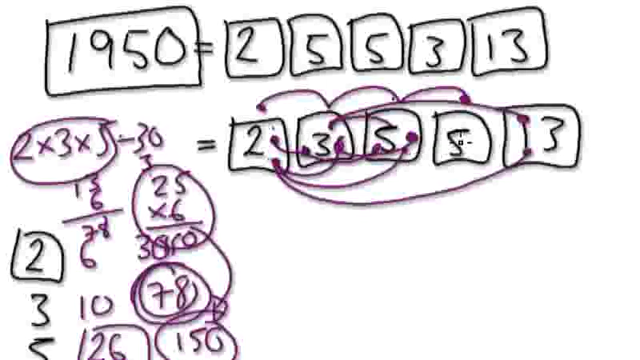 1950 = 2 5 5 3 13
2×3×5 = 30 = 2 3 5 5 13
13 25
6 ×6
78
2 6
3 10 78
5 26 150